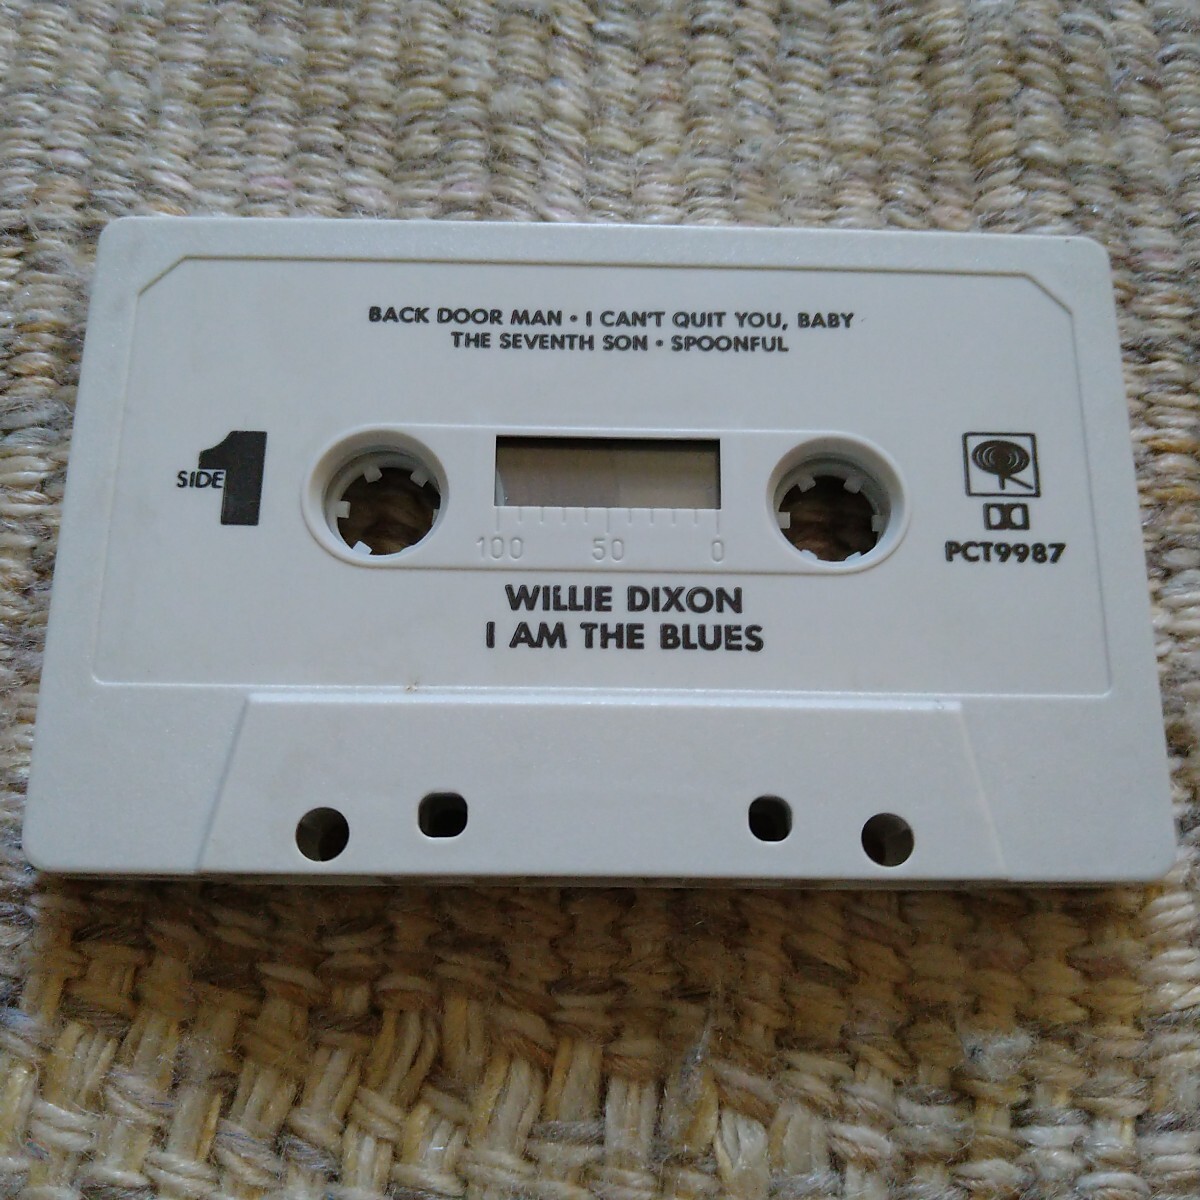 BACK DOOR MAN • I CAN'T QUIT YOU, BABY
THE SEVENTH SON • SPOONFUL
SIDE 1
100 50 0
PCT9987
WILLIE DIXON
I AM THE BLUES